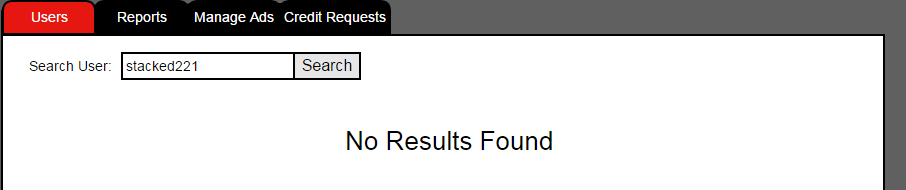 Users Reports Manage Ads Credit Requests
Search User: stacked221 Search
No Results Found